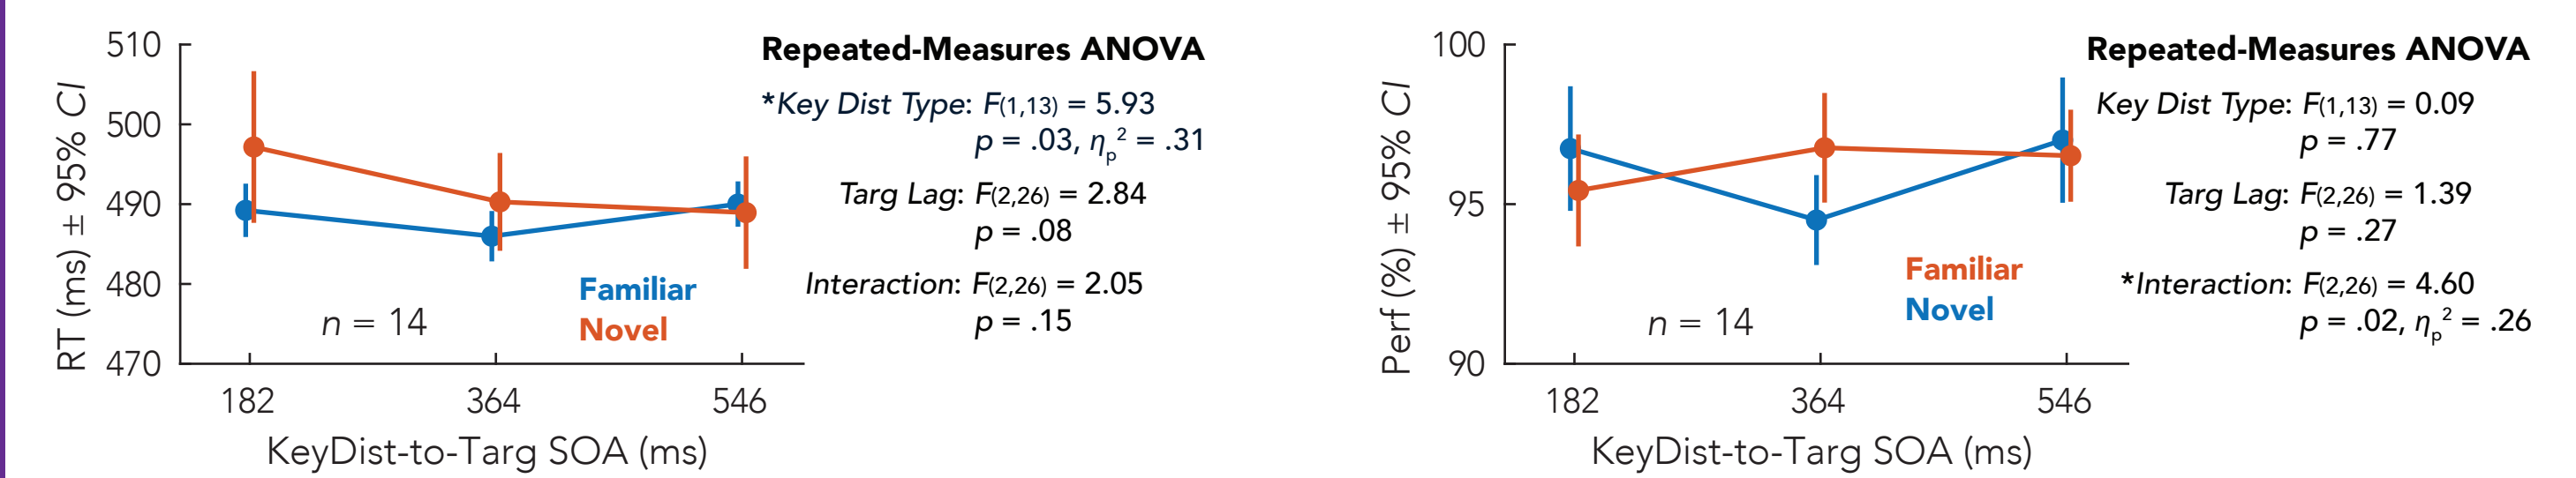 510
500
490
480
470
RT (ms) ± 95% CI
182 364 546
KeyDist-to-Targ SOA (ms)
n = 14
Familiar
Novel
Repeated-Measures ANOVA
*Key Dist Type: F(1,13) = 5.93
p = .03, ηp² = .31
Targ Lag: F(2,26) = 2.84
p = .08
Interaction: F(2,26) = 2.05
p = .15
100
95
90
Perf (%) ± 95% CI
182 364 546
KeyDist-to-Targ SOA (ms)
n = 14
Familiar
Novel
Repeated-Measures ANOVA
Key Dist Type: F(1,13) = 0.09
p = .77
Targ Lag: F(2,26) = 1.39
p = .27
*Interaction: F(2,26) = 4.60
p = .02, ηp² = .26